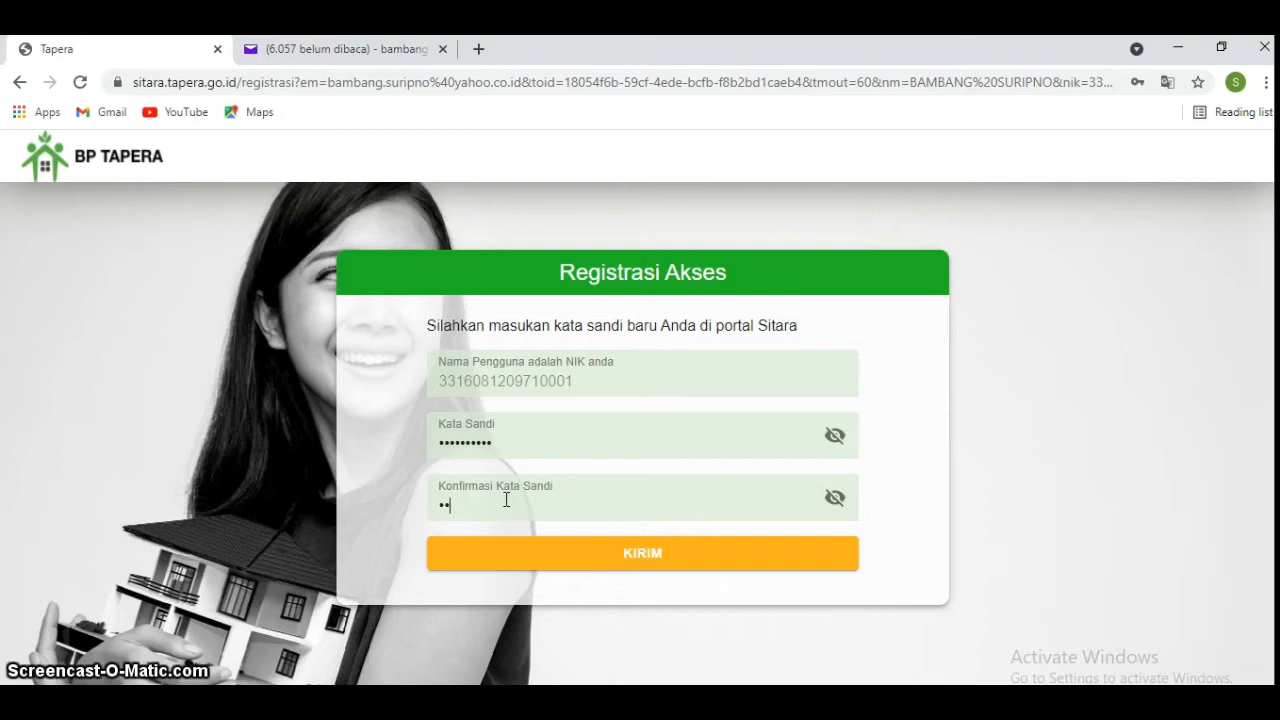 Tapera
(6.057 belum dibaca) - bambang
sitara.tapera.go.id/registrasi?em=bambang.suripno%40yahoo.co.id&toid=18054f6b-59cf-4ede-bcfb-f8b2bd1caeb4&tmout=60&nm=BAMBANG%20SURIPNO&nik=33...
S
Apps Gmail YouTube Maps Reading list
BP TAPERA
Registrasi Akses
Silahkan masukan kata sandi baru Anda di portal Sitara
Nama Pengguna adalah NIK anda
3316081209710001
Kata Sandi
••••••••••
Konfirmasi Kata Sandi
••
KIRIM
Activate Windows
Go to Settings to activate Windows.
Screencast-O-Matic.com